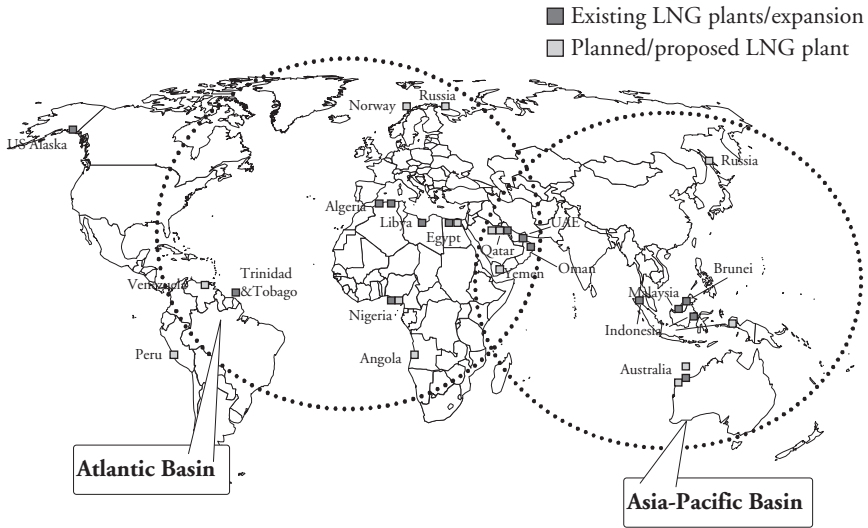 Existing LNG plants/expansion
Planned/proposed LNG plant
Norway
Russia
US Alaska
Russia
Algeria
Libya
Egypt
UAE
Qatar
Oman
Yemen
Venezuela
Trinidad
&Tobago
Brunei
Malaysia
Nigeria
Indonesia
Peru
Angola
Australia
Atlantic Basin
Asia-Pacific Basin